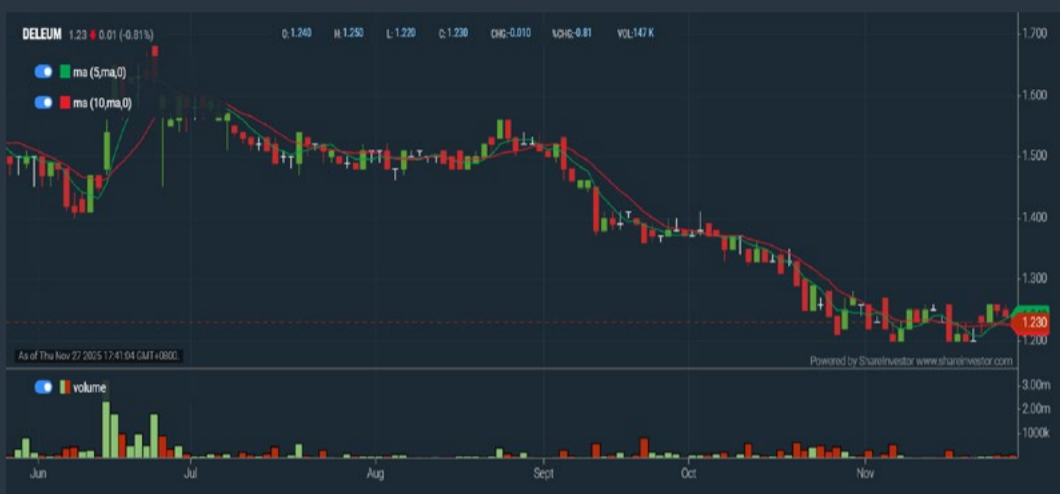 DELEUM 1.23 0.01 (-0.81%) O: 1.240 H: 1.250 L: 1.220 C: 1.230 CHG:-0.010 %CHG:-0.81 VOL:147 K
ma (5,ma,0)
ma (10,ma,0)
1.700
1.600
1.500
1.400
1.300
1.230
1.200
As of Thu Nov 27 2025 17:41:04 GMT+0800.
Powered by ShareInvestor www.shareinvestor.com
volume
3.00m
2.00m
1000k
Jun Jul Aug Sept Oct Nov